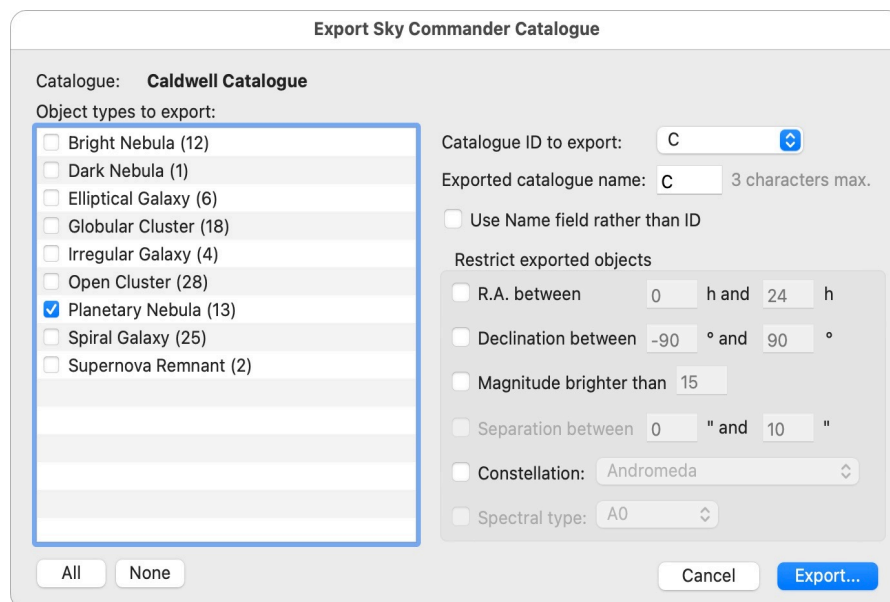 Export Sky Commander Catalogue
Catalogue: Caldwell Catalogue
Object types to export:
Bright Nebula (12)
Dark Nebula (1)
Elliptical Galaxy (6)
Globular Cluster (18)
Irregular Galaxy (4)
Open Cluster (28)
Planetary Nebula (13)
Spiral Galaxy (25)
Supernova Remnant (2)
All None
Catalogue ID to export: C
Exported catalogue name: C 3 characters max.
Use Name field rather than ID
Restrict exported objects
R.A. between 0 h and 24 h
Declination between -90 ° and 90 °
Magnitude brighter than 15
Separation between 0 " and 10 "
Constellation: Andromeda
Spectral type: A0
Cancel Export...